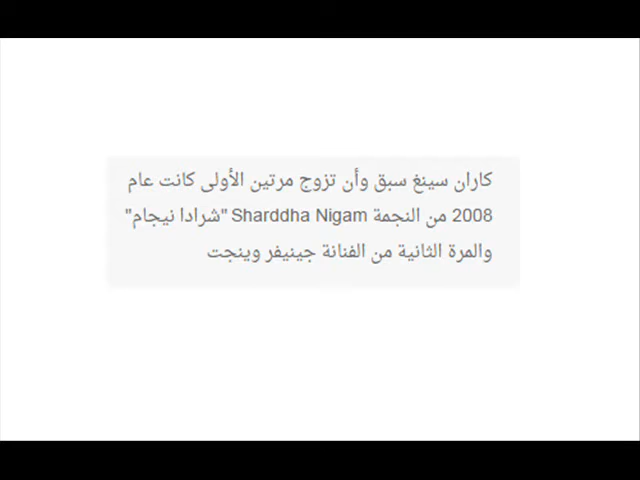 كاران سينغ سبق وأن تزوج مرتين الأولى كانت عام
2008 من النجمة Sharddha Nigam "شرادا نيجام"
والمرة الثانية من الفنانة جينيفر وينجت